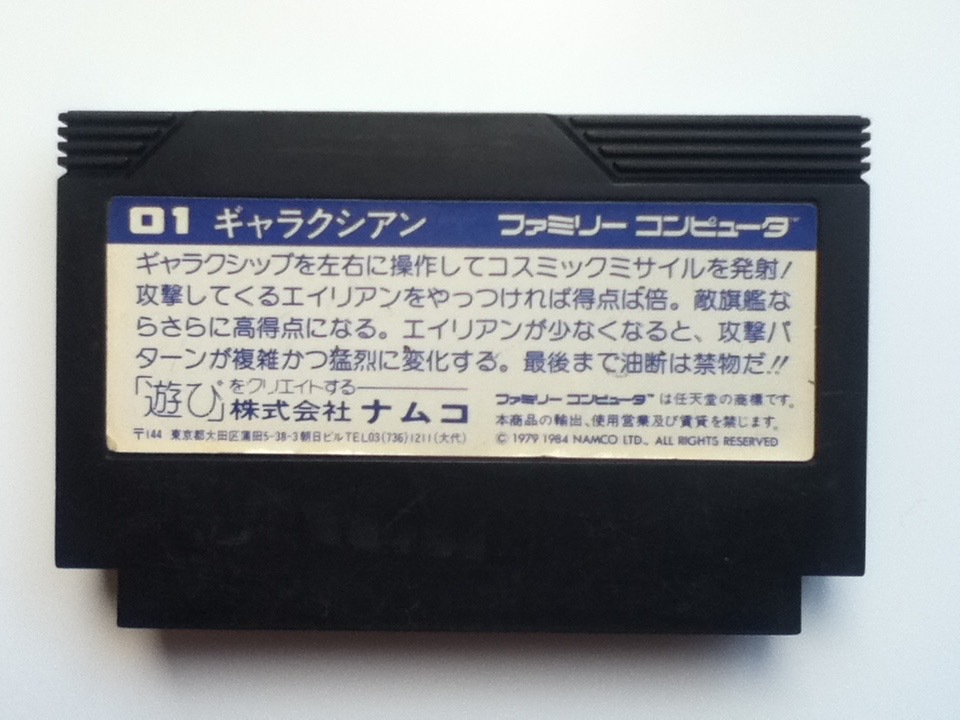 01 ギャラクシアン ファミリー コンピュータ™
ギャラクシップを左右に操作してコスミックミサイルを発射!
攻撃してくるエイリアンをやっつければ得点は倍。敵旗艦な
らさらに高得点になる。エイリアンが少なくなると、攻撃パ
ターンが複雑かつ猛烈に変化する。最後まで油断は禁物だ!!
「遊び」をクリエイトする
株式会社 ナムコ
〒144 東京都大田区蒲田5-38-3朝日ビル TEL03(736)1211(大代)
ファミリー コンピュータ™は任天堂の商標です。
本商品の輸出、使用営業及び賃貸を禁じます。
© 1979 1984 NAMCO LTD., ALL RIGHTS RESERVED